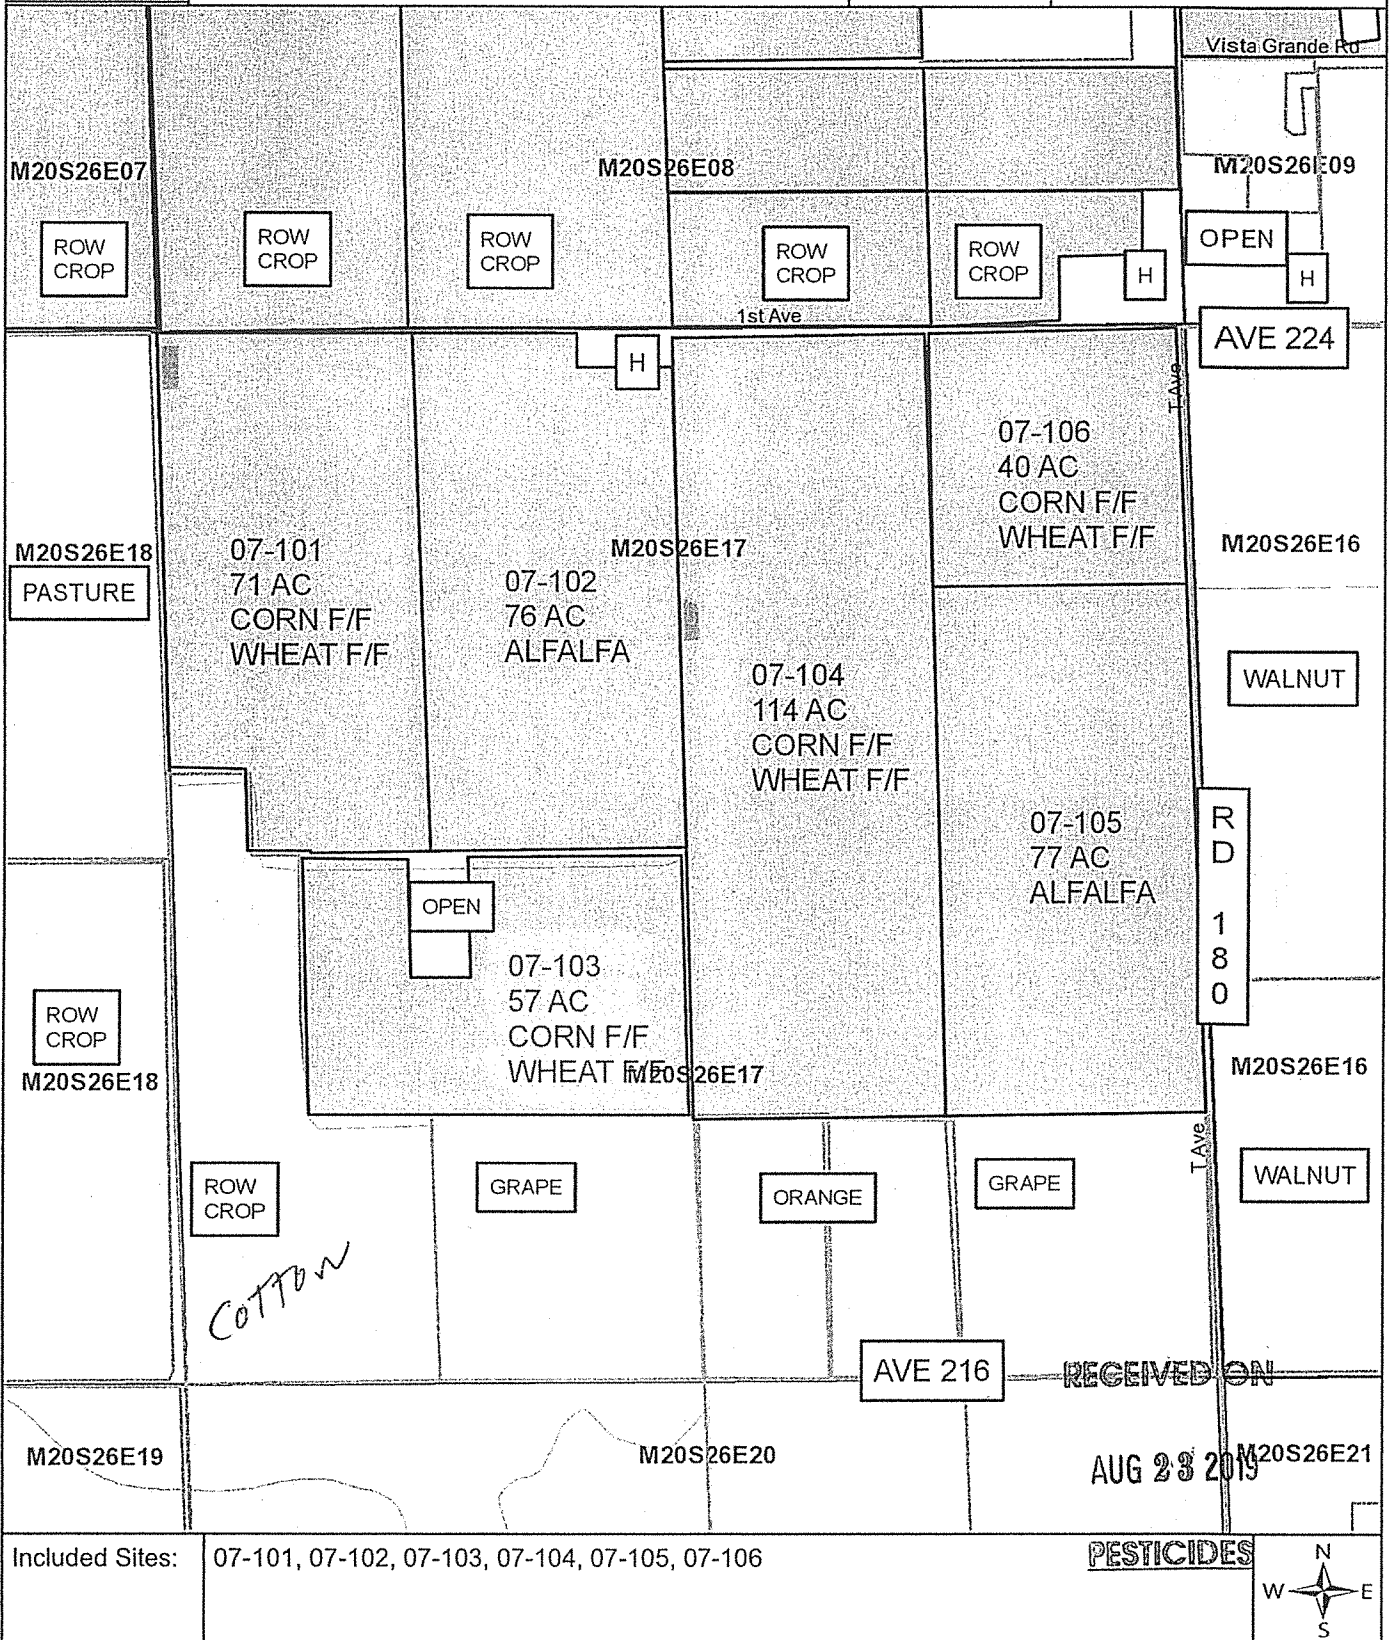 Vista Grande Rd
M20S26E07
M20S26E08
M20S26E09
ROW
CROP
ROW
CROP
ROW
CROP
ROW
CROP
ROW
CROP
H
OPEN
H
1st Ave
AVE 224
H
T Ave
07-106
40 AC
CORN F/F
WHEAT F/F
M20S26E18
PASTURE
07-101
71 AC
CORN F/F
WHEAT F/F
07-102
76 AC
ALFALFA
M20S26E17
M20S26E16
07-104
114 AC
CORN F/F
WHEAT F/F
WALNUT
07-105
77 AC
ALFALFA
RD 180
OPEN
07-103
57 AC
CORN F/F
WHEAT F/F
M20S26E17
ROW
CROP
M20S26E18
M20S26E16
T Ave
ROW
CROP
GRAPE
ORANGE
GRAPE
WALNUT
Cotton
AVE 216
RECEIVED ON
M20S26E19
M20S26E20
AUG 23 2019
M20S26E21
Included Sites: 07-101, 07-102, 07-103, 07-104, 07-105, 07-106
PESTICIDES
N
W E
S